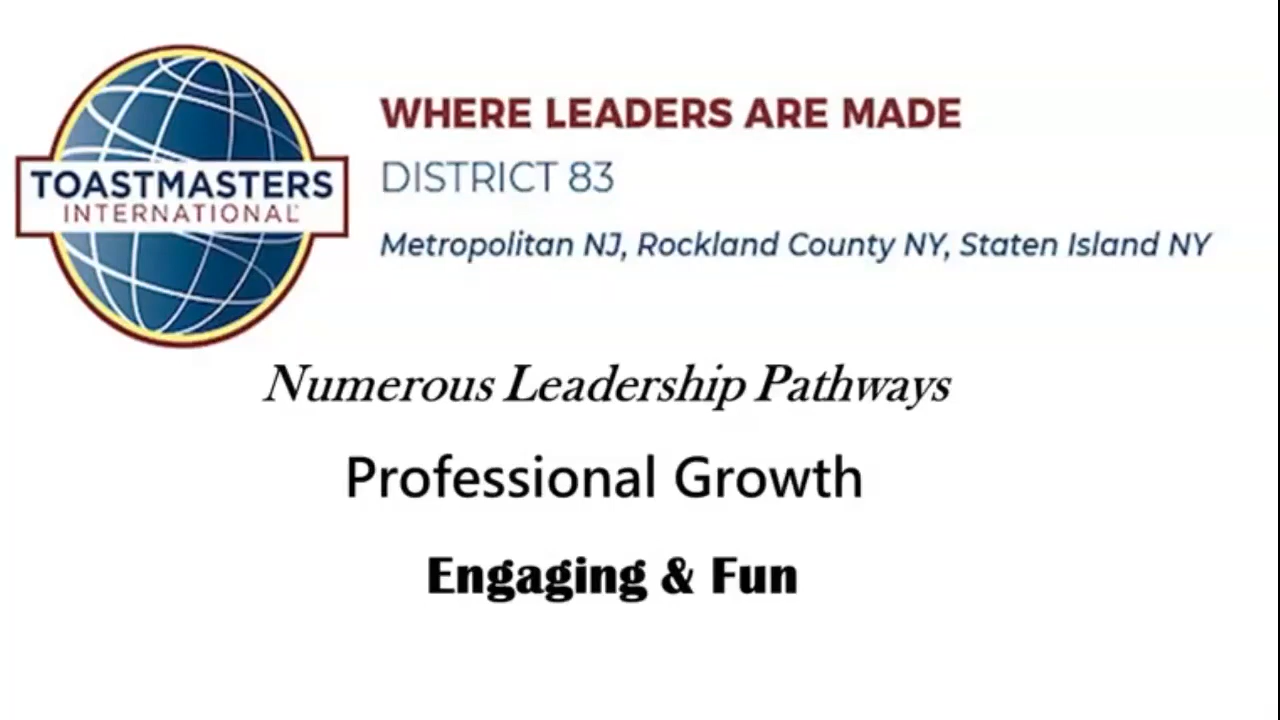 TOASTMASTERS
INTERNATIONAL
WHERE LEADERS ARE MADE
DISTRICT 83
Metropolitan NJ, Rockland County NY, Staten Island NY
Numerous Leadership Pathways
Professional Growth
Engaging & Fun